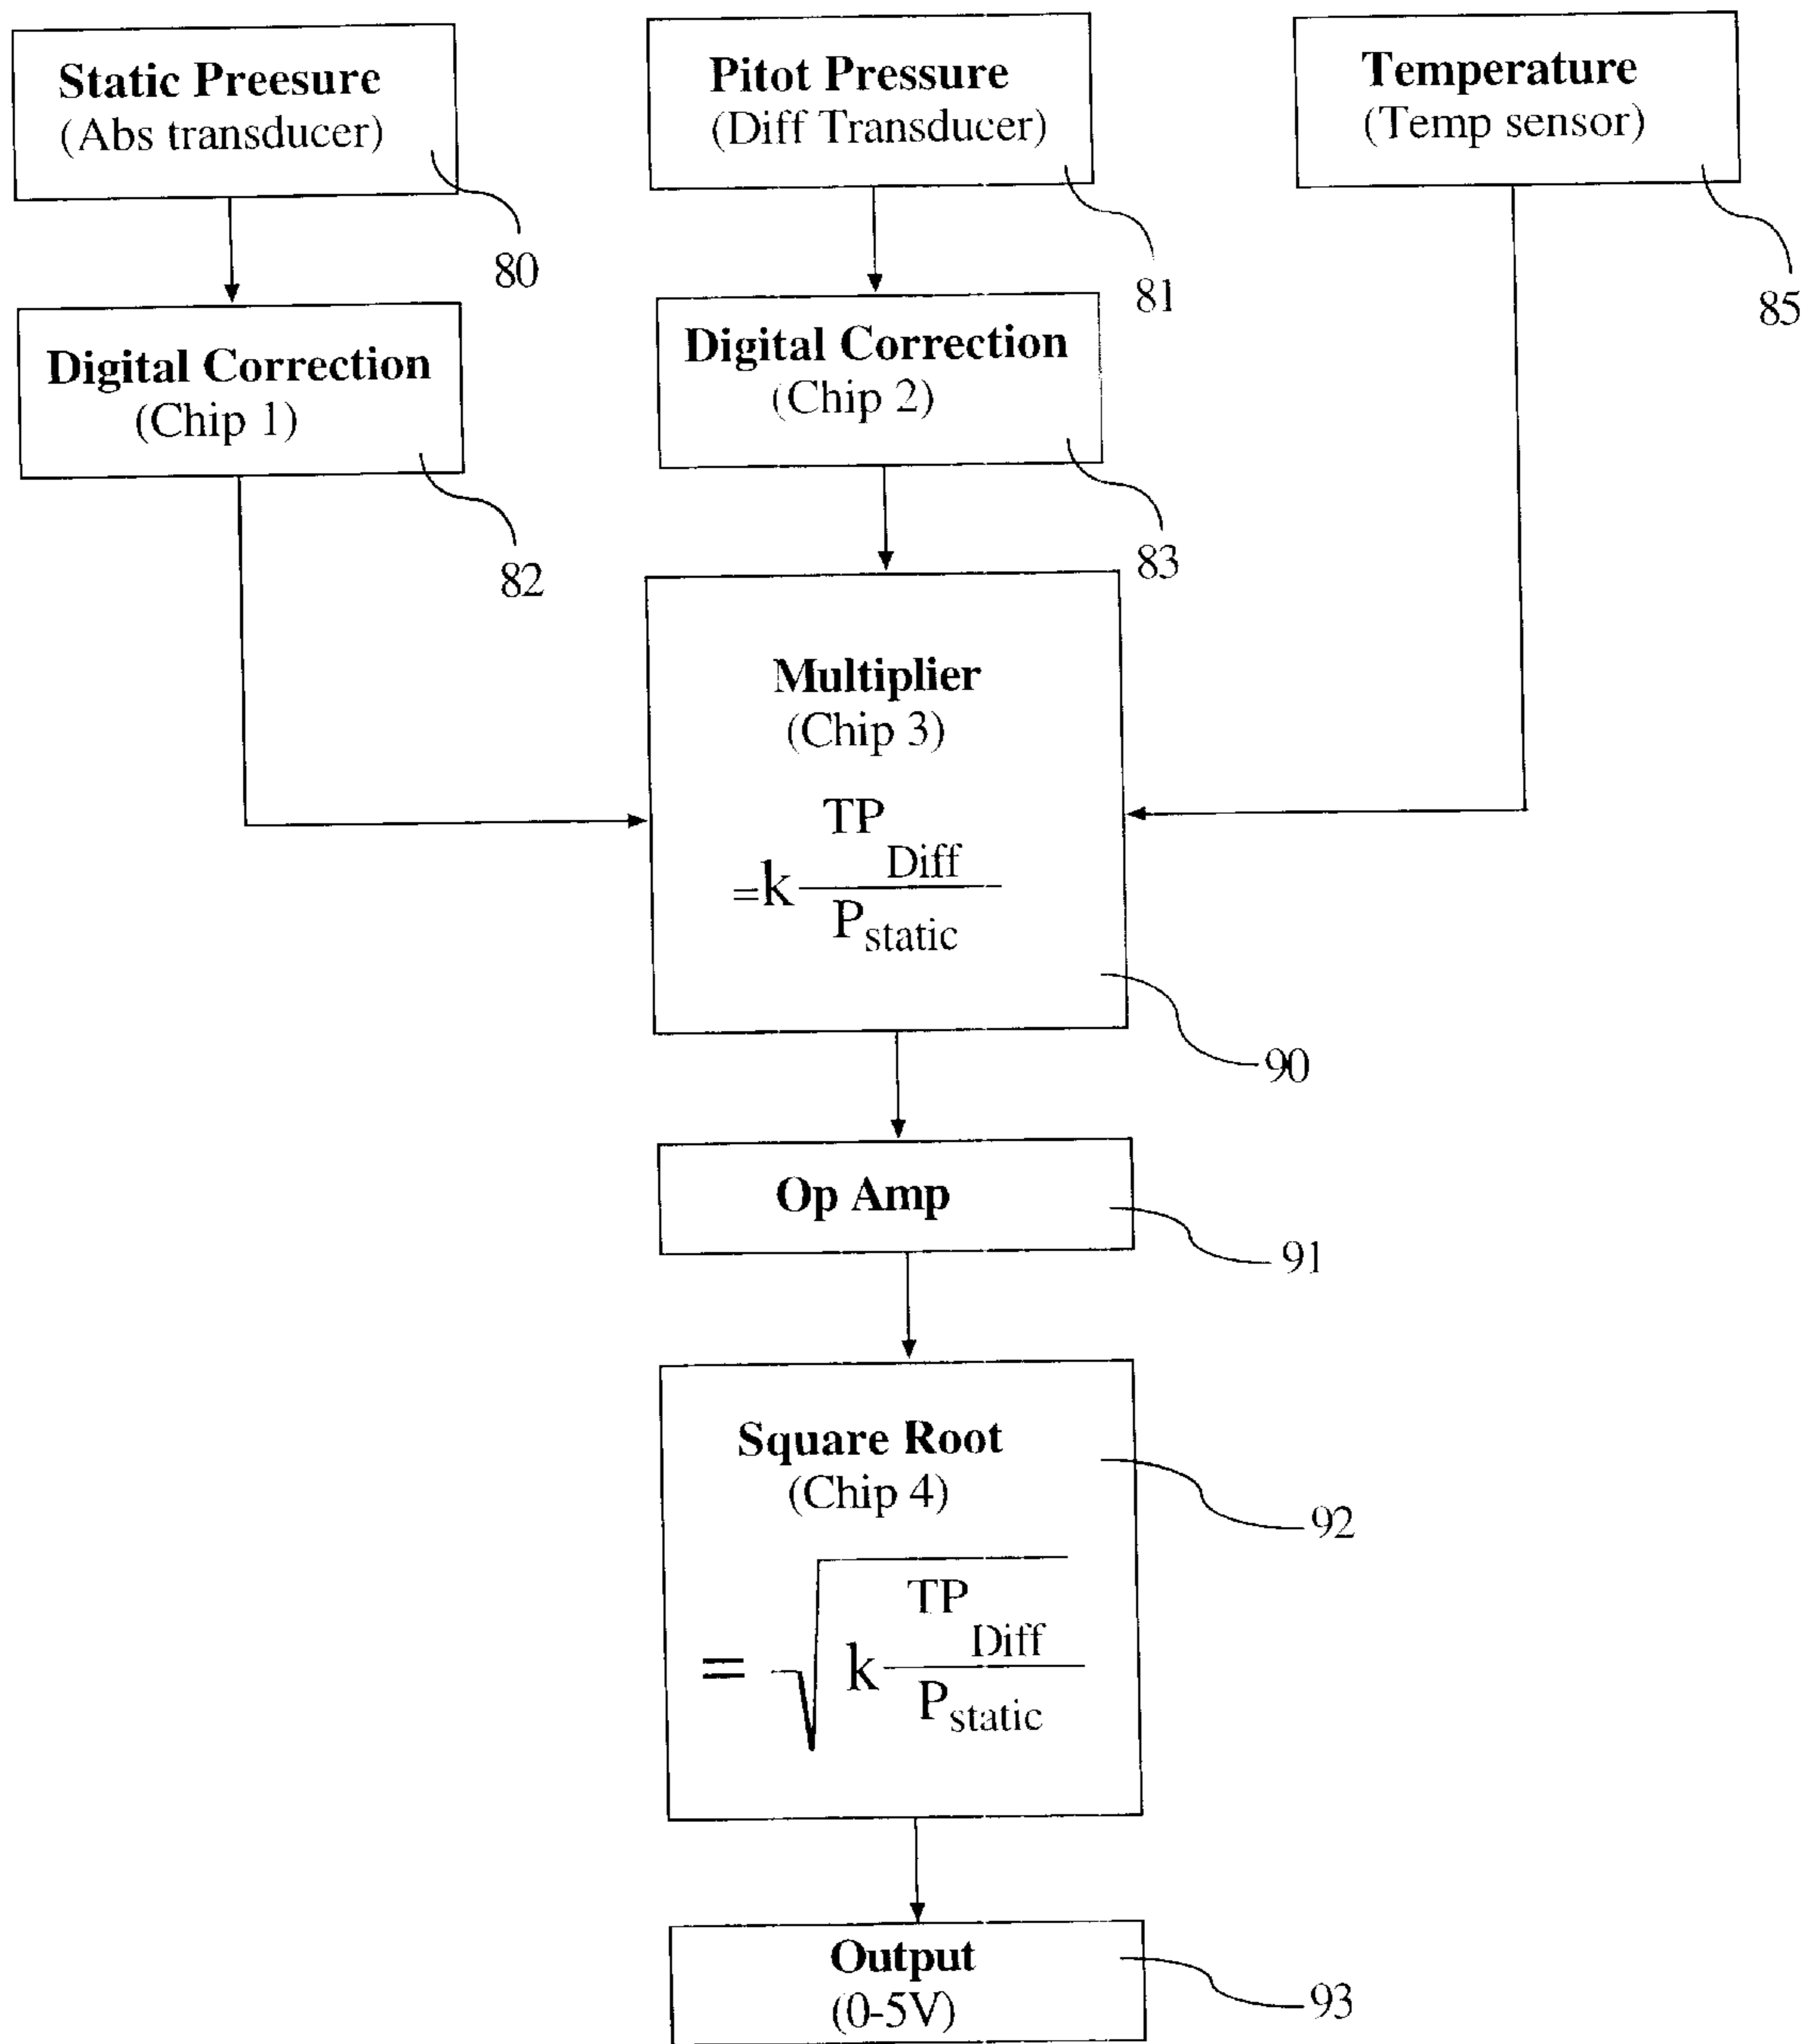 Static Preesure
(Abs transducer)
80
Pitot Pressure
(Diff Transducer)
81
Temperature
(Temp sensor)
85
Digital Correction
(Chip 1)
82
Digital Correction
(Chip 2)
83
Multiplier
(Chip 3)
TP Diff
=k
P static
90
Op Amp
91
Square Root
(Chip 4)
92
TP Diff
= √ k
P static
Output
(0-5V)
93